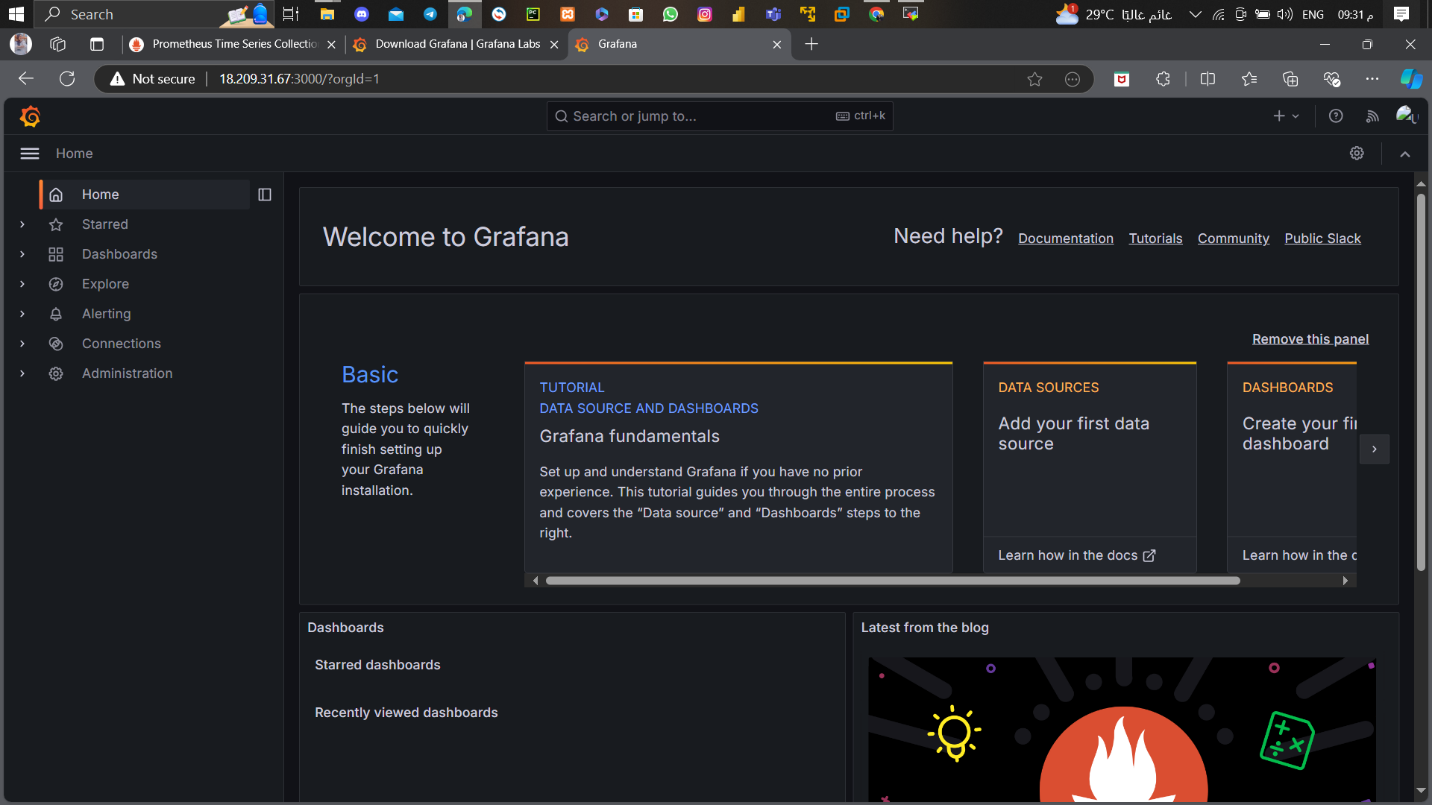 Search
29°C غائم غالبًا
ENG
09:31 م
Prometheus Time Series Collectio
Download Grafana | Grafana Labs
Grafana
Not secure
18.209.31.67:3000/?orgId=1
Search or jump to...
ctrl+k
Home
Home
Starred
Dashboards
Explore
Alerting
Connections
Administration
Welcome to Grafana
Need help?
Documentation
Tutorials
Community
Public Slack
Remove this panel
Basic
The steps below will
guide you to quickly
finish setting up
your Grafana
installation.
TUTORIAL
DATA SOURCE AND DASHBOARDS
Grafana fundamentals
Set up and understand Grafana if you have no prior
experience. This tutorial guides you through the entire process
and covers the “Data source” and “Dashboards” steps to the
right.
DATA SOURCES
Add your first data
source
Learn how in the docs
DASHBOARDS
Create your fir
dashboard
Learn how in the d
Dashboards
Starred dashboards
Recently viewed dashboards
Latest from the blog